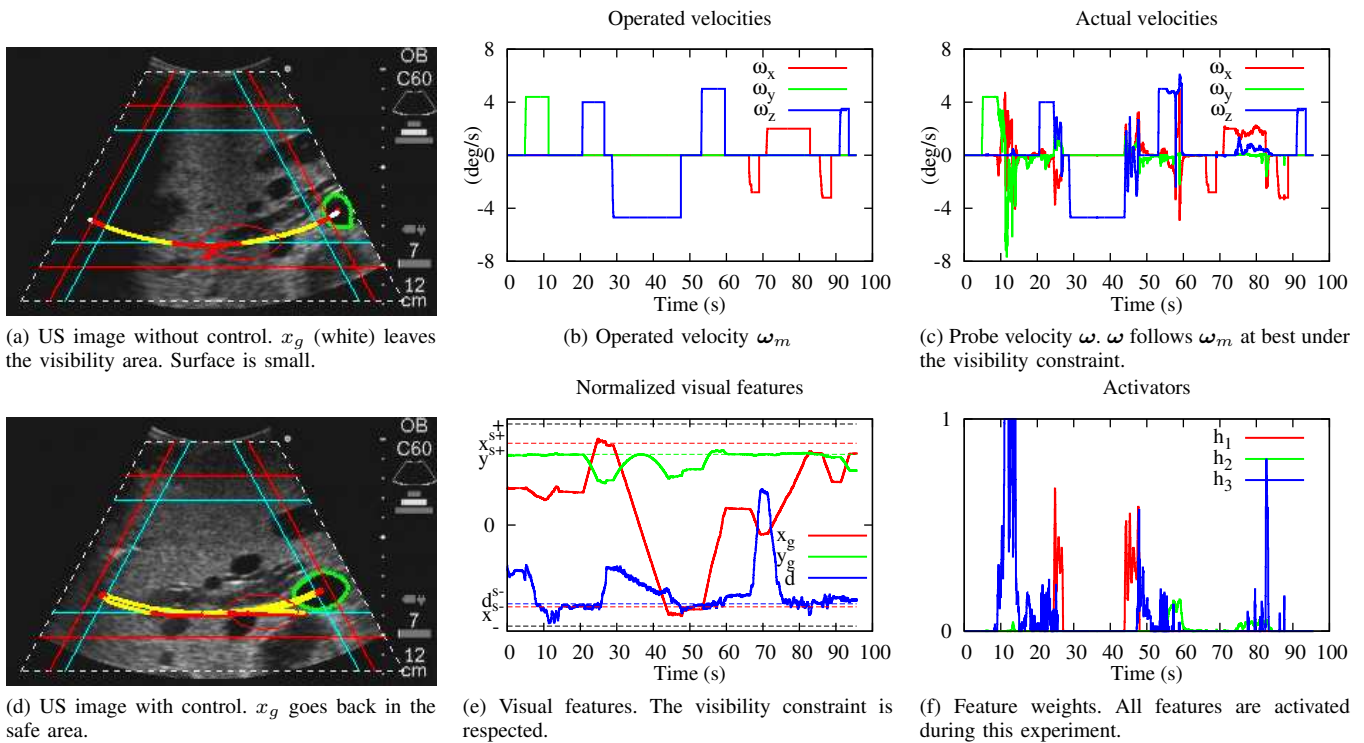 OB
C60
7
12
cm
(a) US image without control. x_g (white) leaves
the visibility area. Surface is small.
Operated velocities
(deg/s)
8
4
0
-4
-8
ω_x
ω_y
ω_z
0 10 20 30 40 50 60 70 80 90 100
Time (s)
(b) Operated velocity ω_m
Actual velocities
(deg/s)
8
4
0
-4
-8
ω_x
ω_y
ω_z
0 10 20 30 40 50 60 70 80 90 100
Time (s)
(c) Probe velocity ω. ω follows ω_m at best under
the visibility constraint.
OB
C60
7
12
cm
(d) US image with control. x_g goes back in the
safe area.
Normalized visual features
+
x^{s+}
y^{s+}
0
d^{s-}
x^{s-}
-
x_g
y_g
d
0 10 20 30 40 50 60 70 80 90 100
Time (s)
(e) Visual features. The visibility constraint is
respected.
Activators
1
0.5
0
h_1
h_2
h_3
0 10 20 30 40 50 60 70 80 90 100
Time (s)
(f) Feature weights. All features are activated
during this experiment.